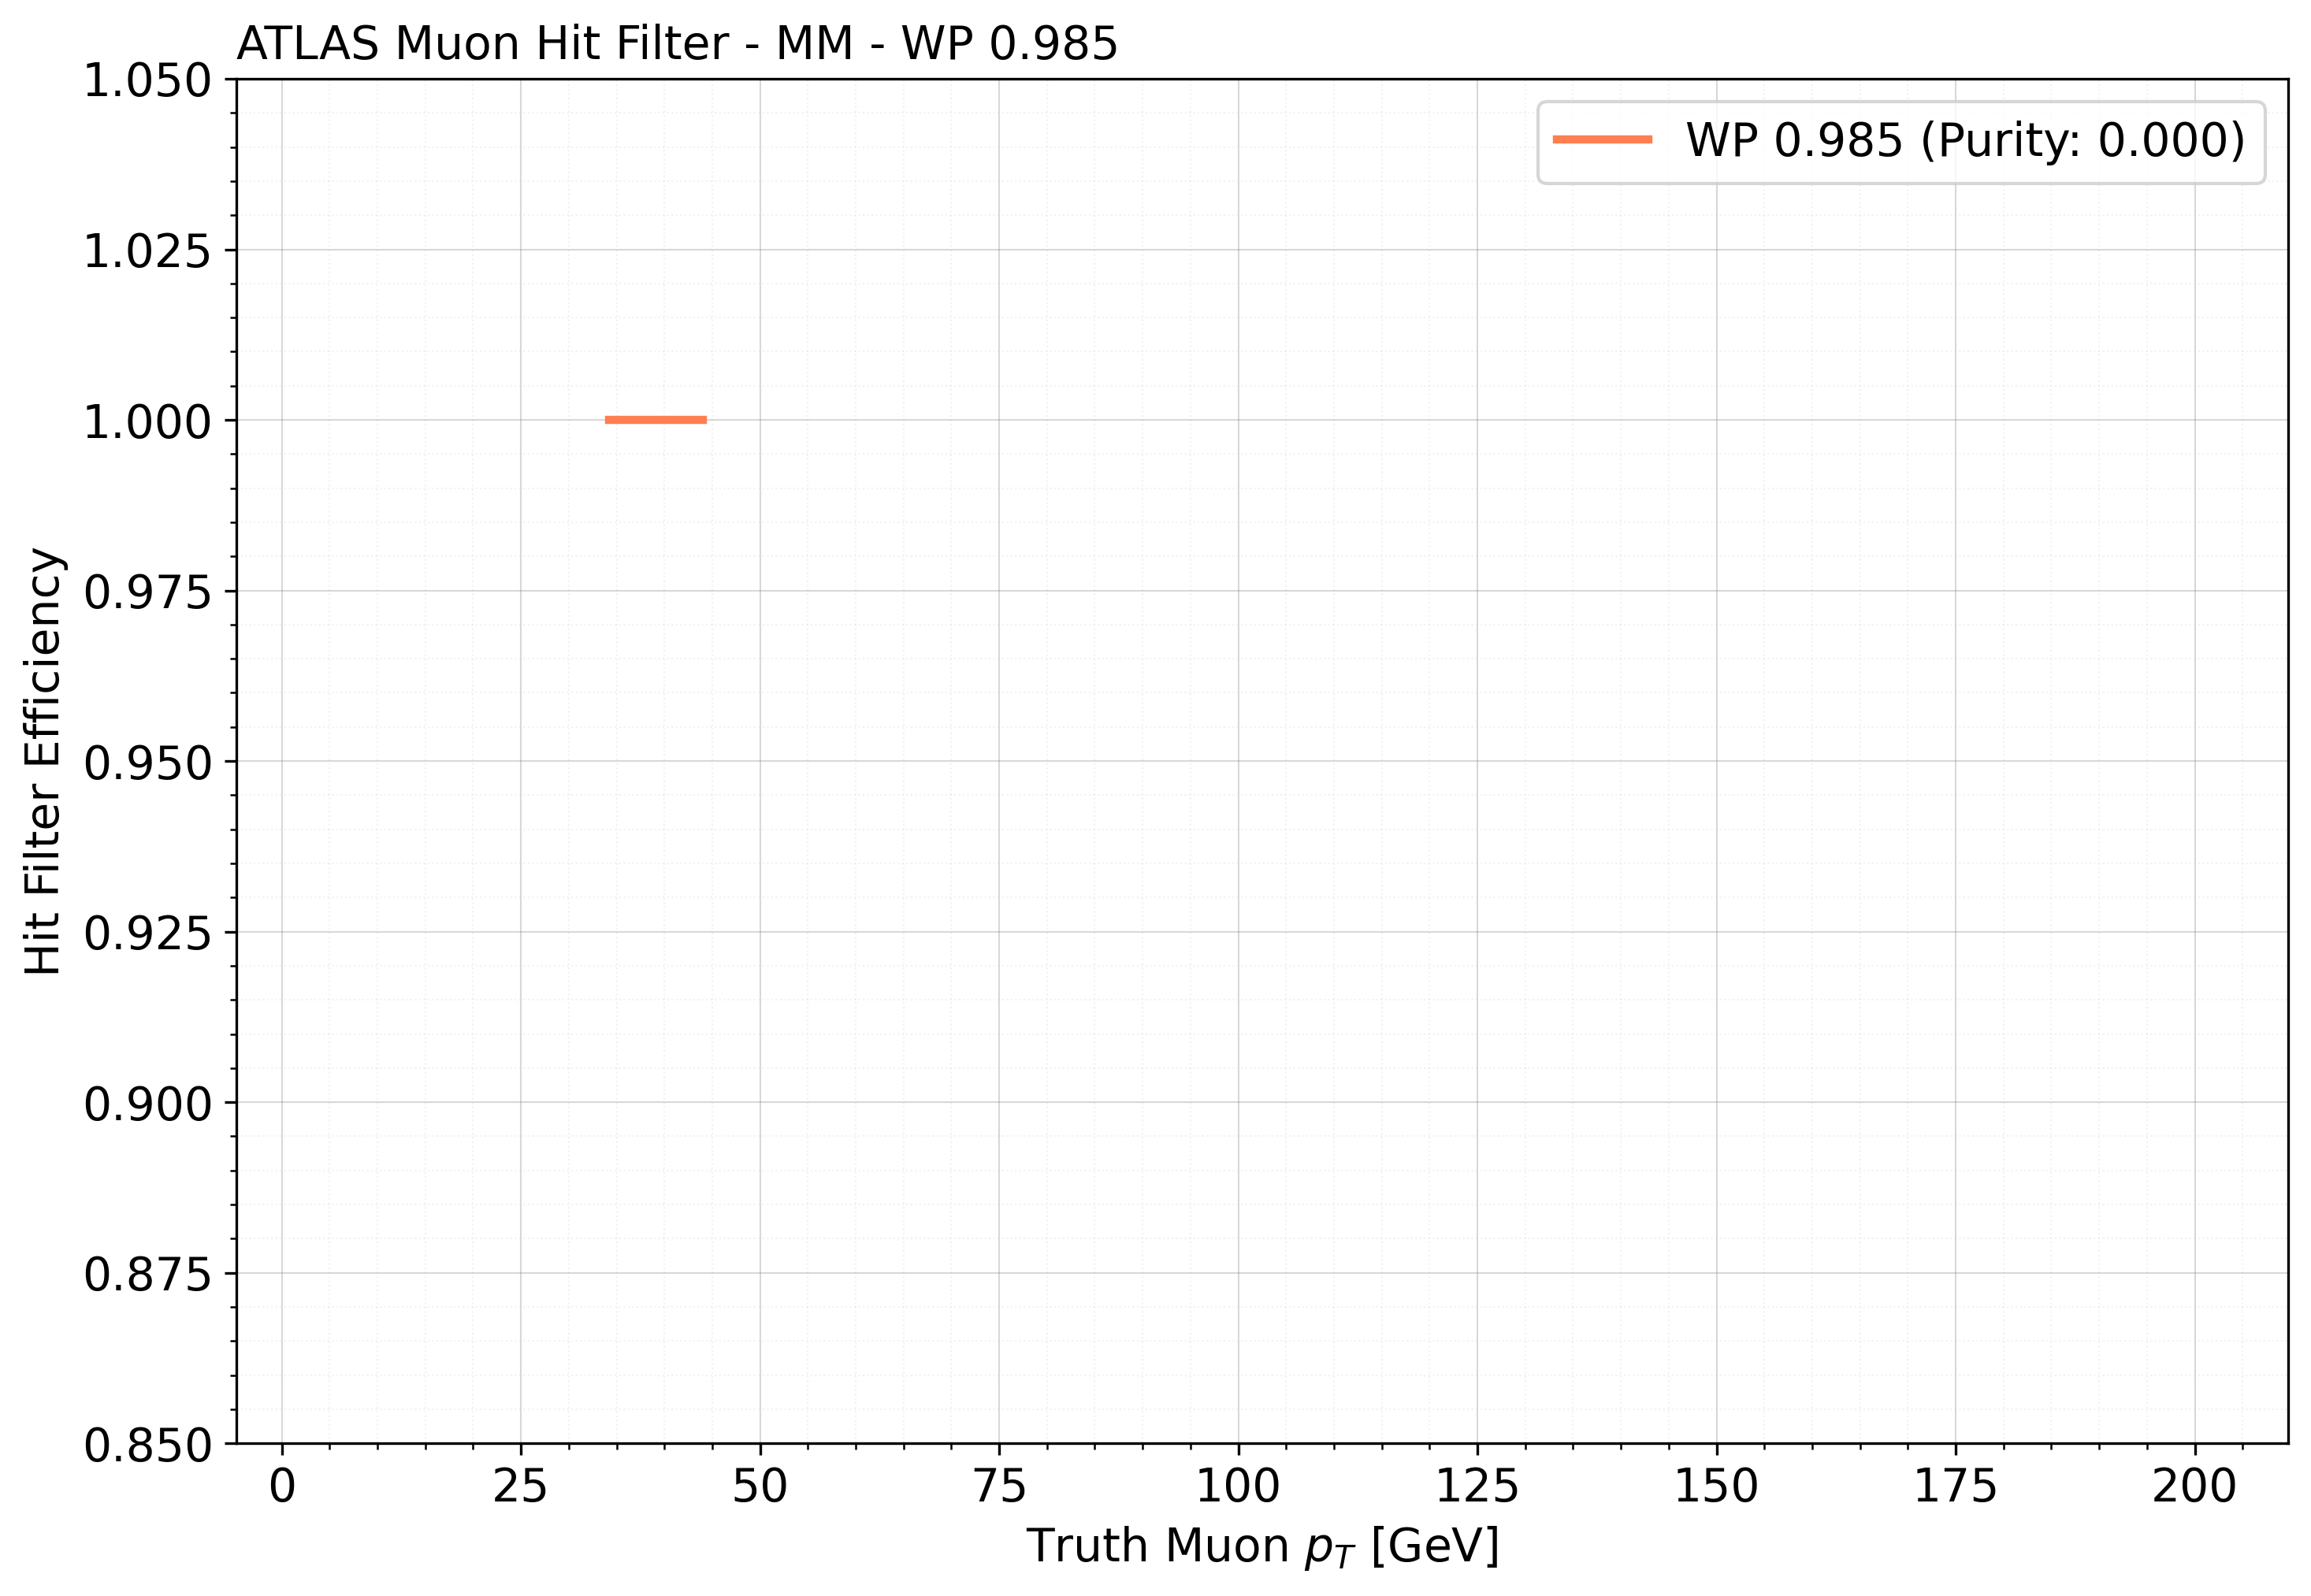 ATLAS Muon Hit Filter - MM - WP 0.985
WP 0.985 (Purity: 0.000)
Hit Filter Efficiency
1.050
1.025
1.000
0.975
0.950
0.925
0.900
0.875
0.850
0 25 50 75 100 125 150 175 200
Truth Muon p_T [GeV]